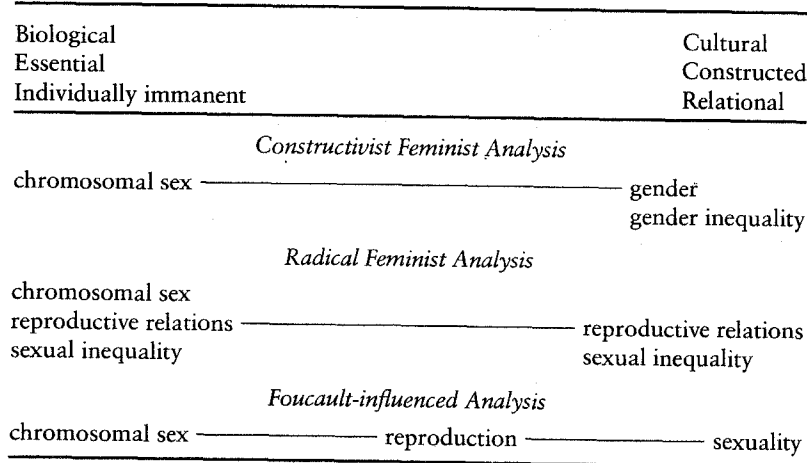 Biological Cultural
Essential Constructed
Individually immanent Relational
Constructivist Feminist Analysis
chromosomal sex gender
gender inequality
Radical Feminist Analysis
chromosomal sex
reproductive relations reproductive relations
sexual inequality sexual inequality
Foucault-influenced Analysis
chromosomal sex reproduction sexuality